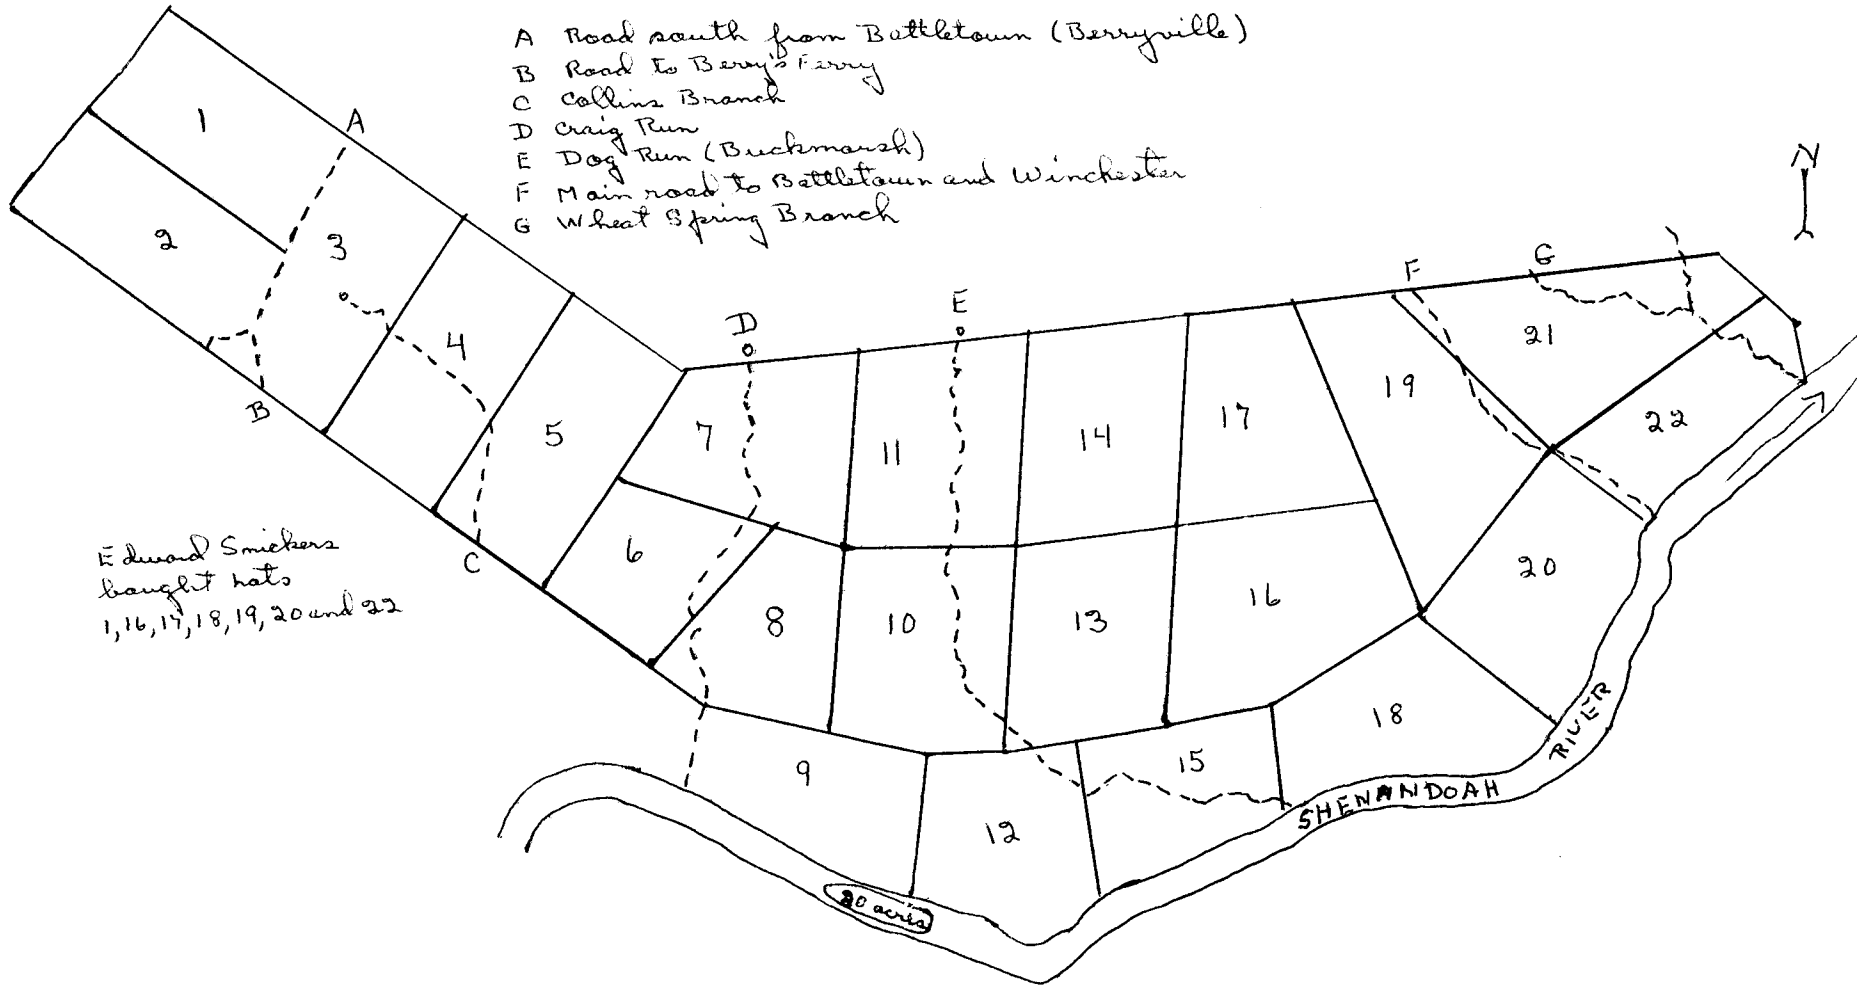 A Road south from Battletown (Berryville)
B Road to Berry's Ferry
C Collins Branch
D Craig Run
E Dog Run (Buckmarsh)
F Main road to Battletown and Winchester
G Wheat Spring Branch
N
A
1
2
3
B
4
5
C
D
E
F
G
6
7
8
9
10
11
12
13
14
15
16
17
18
19
20
21
22
Edward Snickers
bought Lots
1, 16, 17, 18, 19, 20 and 22
20 acres
SHENANDOAH RIVER